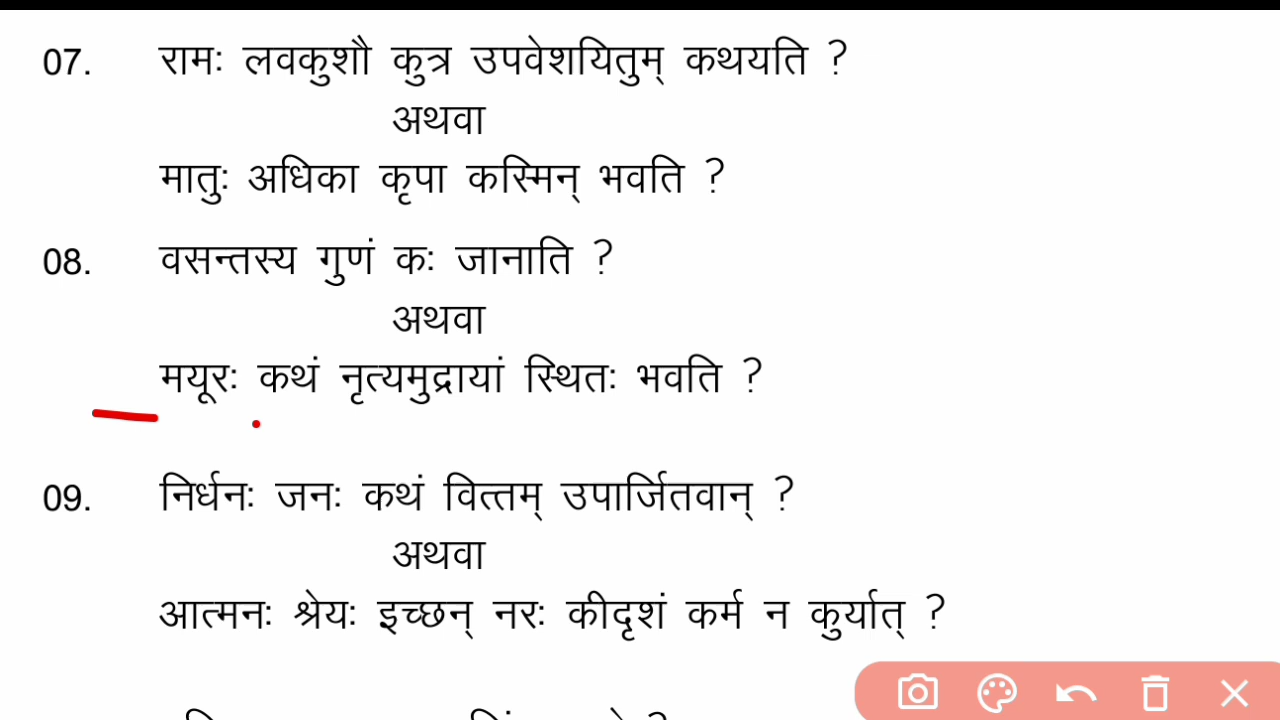 07. रामः लवकुशौ कुत्र उपवेशयितुम् कथयति ?
अथवा
मातुः अधिका कृपा कस्मिन् भवति ?
08. वसन्तस्य गुणं कः जानाति ?
अथवा
मयूरः कथं नृत्यमुद्रायां स्थितः भवति ?
09. निर्धनः जनः कथं वित्तम् उपार्जितवान् ?
अथवा
आत्मनः श्रेयः इच्छन् नरः कीदृशं कर्म न कुर्यात् ?